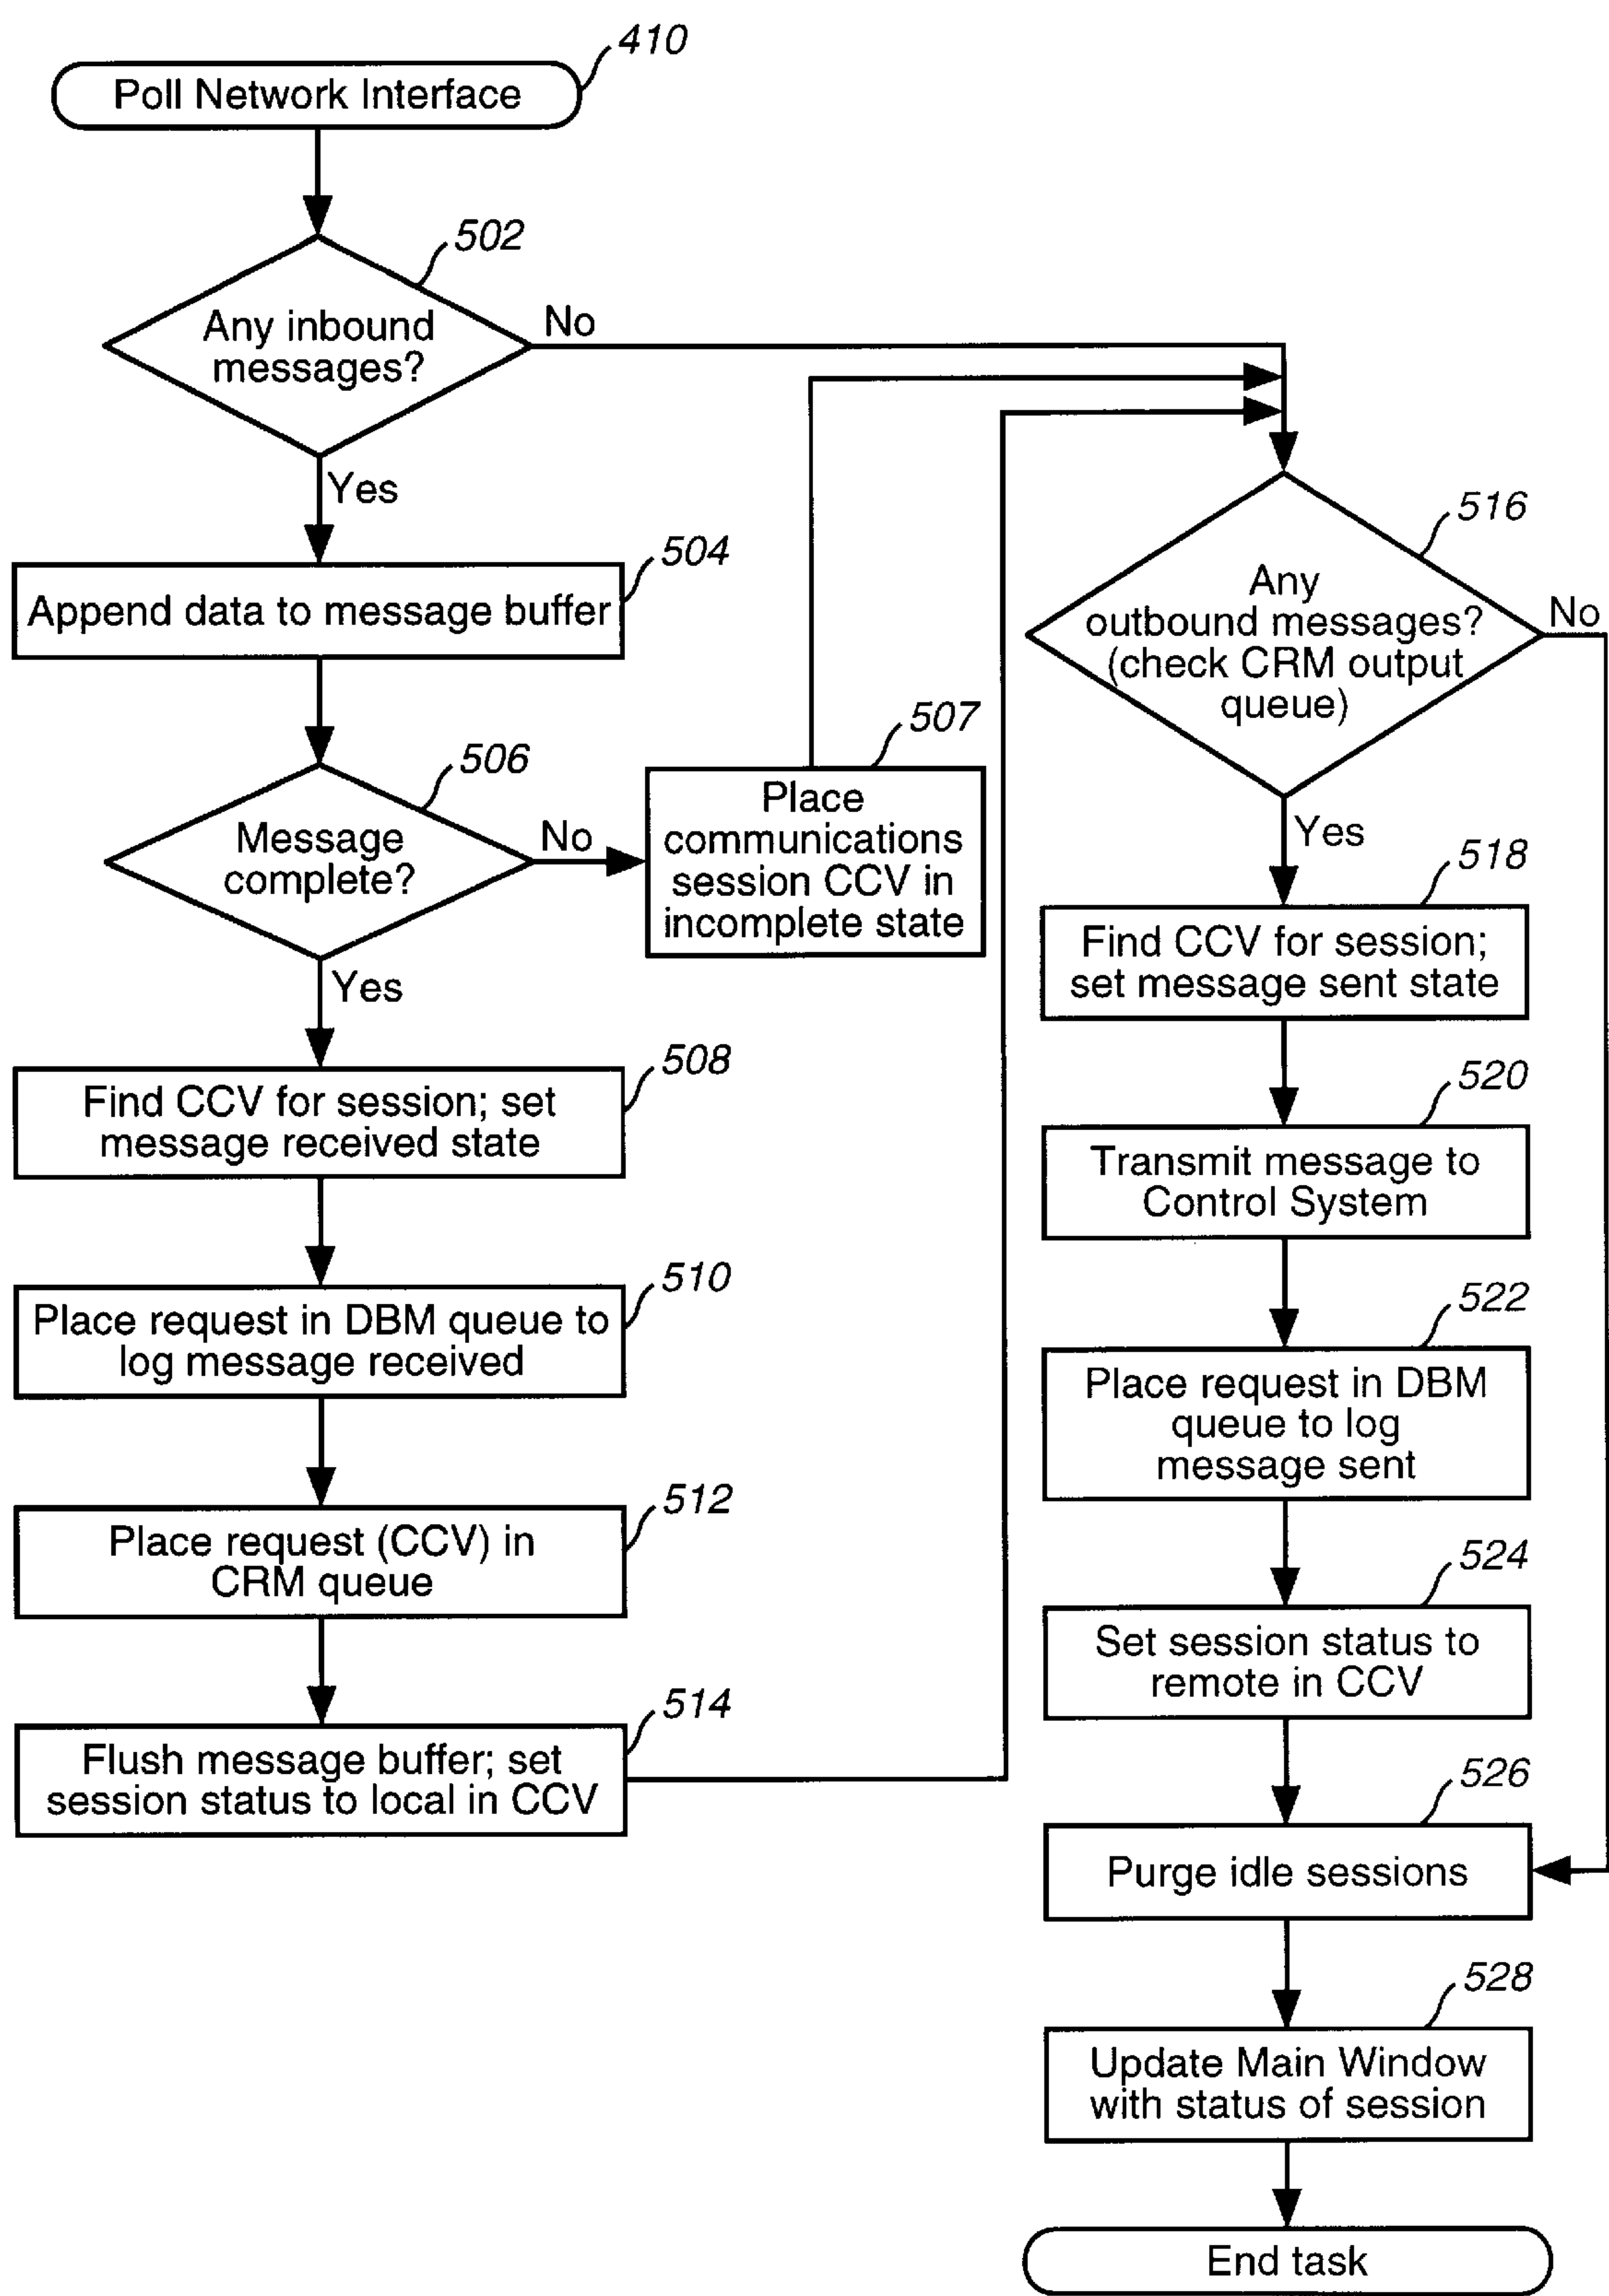 410
Poll Network Interface
502
Any inbound
messages?
No
Yes
504
Append data to message buffer
506
Message
complete?
No
507
Place
communications
session CCV in
incomplete state
Yes
508
Find CCV for session; set
message received state
510
Place request in DBM queue to
log message received
512
Place request (CCV) in
CRM queue
514
Flush message buffer; set
session status to local in CCV
516
Any
outbound messages?
(check CRM output
queue)
No
Yes
518
Find CCV for session;
set message sent state
520
Transmit message to
Control System
522
Place request in DBM
queue to log
message sent
524
Set session status to
remote in CCV
526
Purge idle sessions
528
Update Main Window
with status of session
End task